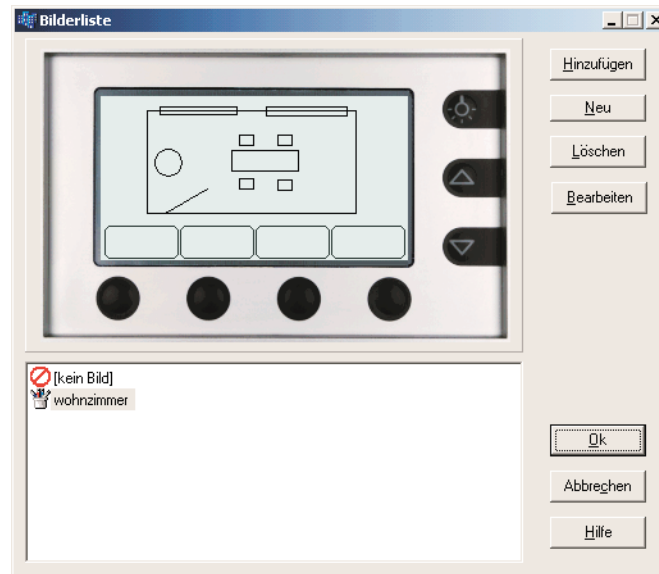 Bilderliste
Hinzufügen
Neu
Löschen
Bearbeiten
[kein Bild]
wohnzimmer
Ok
Abbrechen
Hilfe